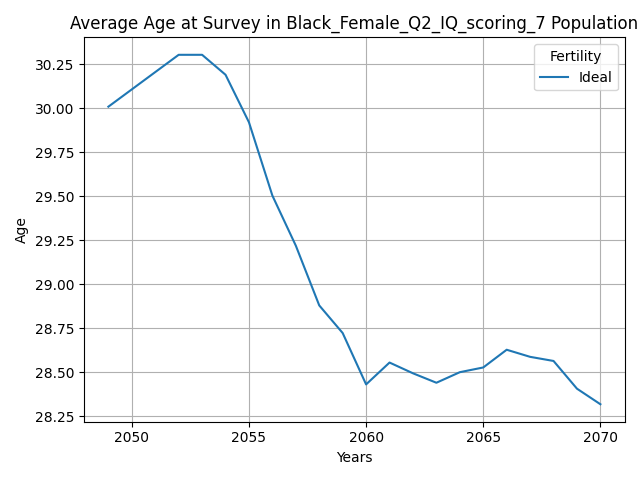 Average Age at Survey in Black_Female_Q2_IQ_scoring_7 Population
Fertility
Ideal
30.25
30.00
29.75
29.50
29.25
29.00
28.75
28.50
28.25
Age
2050 2055 2060 2065 2070
Years